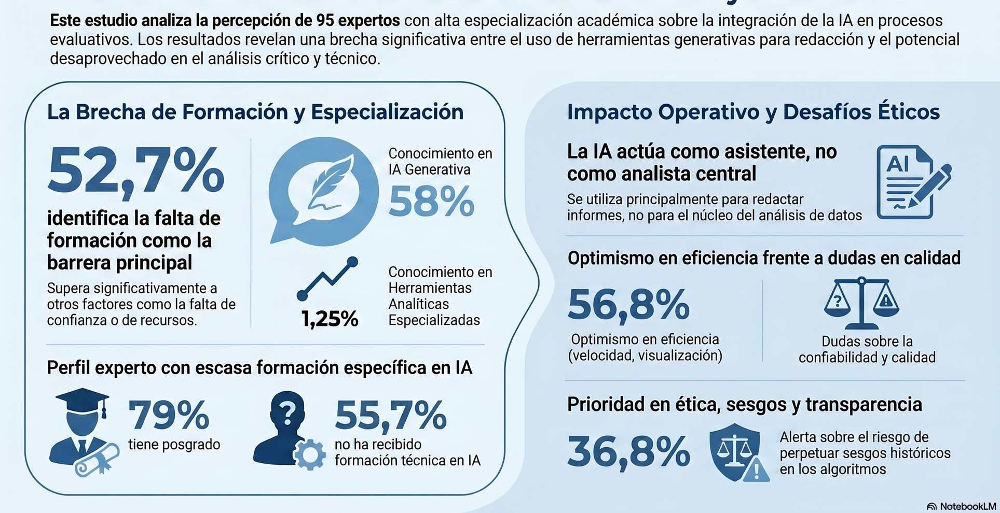 Este estudio analiza la percepción de 95 expertos con alta especialización académica sobre la integración de la IA en procesos
evaluativos. Los resultados revelan una brecha significativa entre el uso de herramientas generativas para redacción y el potencial
desaprovechado en el análisis crítico y técnico.
La Brecha de Formación y Especialización
52,7%
identifica la falta de
formación como la
barrera principal
Supera significativamente a
otros factores como la falta de
confianza o de recursos.
Conocimiento en
IA Generativa
58%
1,25%
Conocimiento en
Herramientas
Analíticas
Especializadas
Perfil experto con escasa formación específica en IA
79%
tiene posgrado
?
55,7%
no ha recibido
formación técnica en IA
Impacto Operativo y Desafíos Éticos
La IA actúa como asistente, no
como analista central
Se utiliza principalmente para redactar
informes, no para el núcleo del análisis de datos
AI
Optimismo en eficiencia frente a dudas en calidad
56,8%
Optimismo en eficiencia
(velocidad, visualización)
? !
Dudas sobre la
confiabilidad y calidad
Prioridad en ética, sesgos y transparencia
36,8%
!
Alerta sobre el riesgo de
perpetuar sesgos históricos
en los algoritmos
NotebookLM